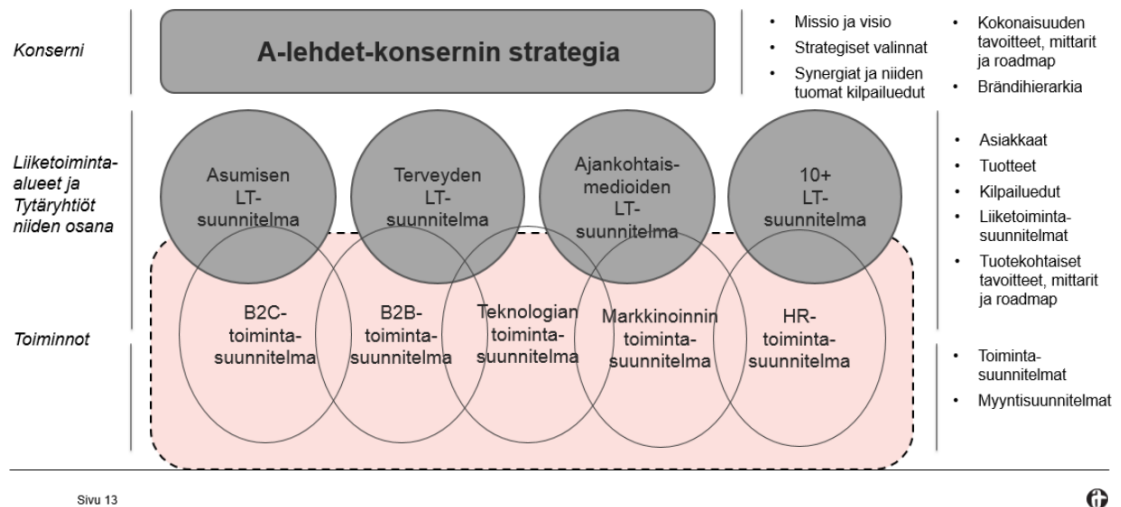 Konserni
A-lehdet-konsernin strategia
• Missio ja visio
• Strategiset valinnat
• Synergiat ja niiden
tuomat kilpailuedut
• Kokonaisuuden
tavoitteet, mittarit
ja roadmap
• Brändihierarkia
Liiketoiminta-
alueet ja
Tytäryhtiöt
niiden osana
Asumisen
LT-
suunnitelma
Terveyden
LT-
suunnitelma
Ajankohtais-
medioiden
LT-
suunnitelma
10+
LT-
suunnitelma
• Asiakkaat
• Tuotteet
• Kilpailuedut
• Liiketoiminta-
suunnitelmat
• Tuotekohtaiset
tavoitteet, mittarit
ja roadmap
Toiminnot
B2C-
toiminta-
suunnitelma
B2B-
toiminta-
suunnitelma
Teknologian
toiminta-
suunnitelma
Markkinoinnin
toiminta-
suunnitelma
HR-
toiminta-
suunnitelma
• Toiminta-
suunnitelmat
• Myyntisuunnitelmat
Sivu 13